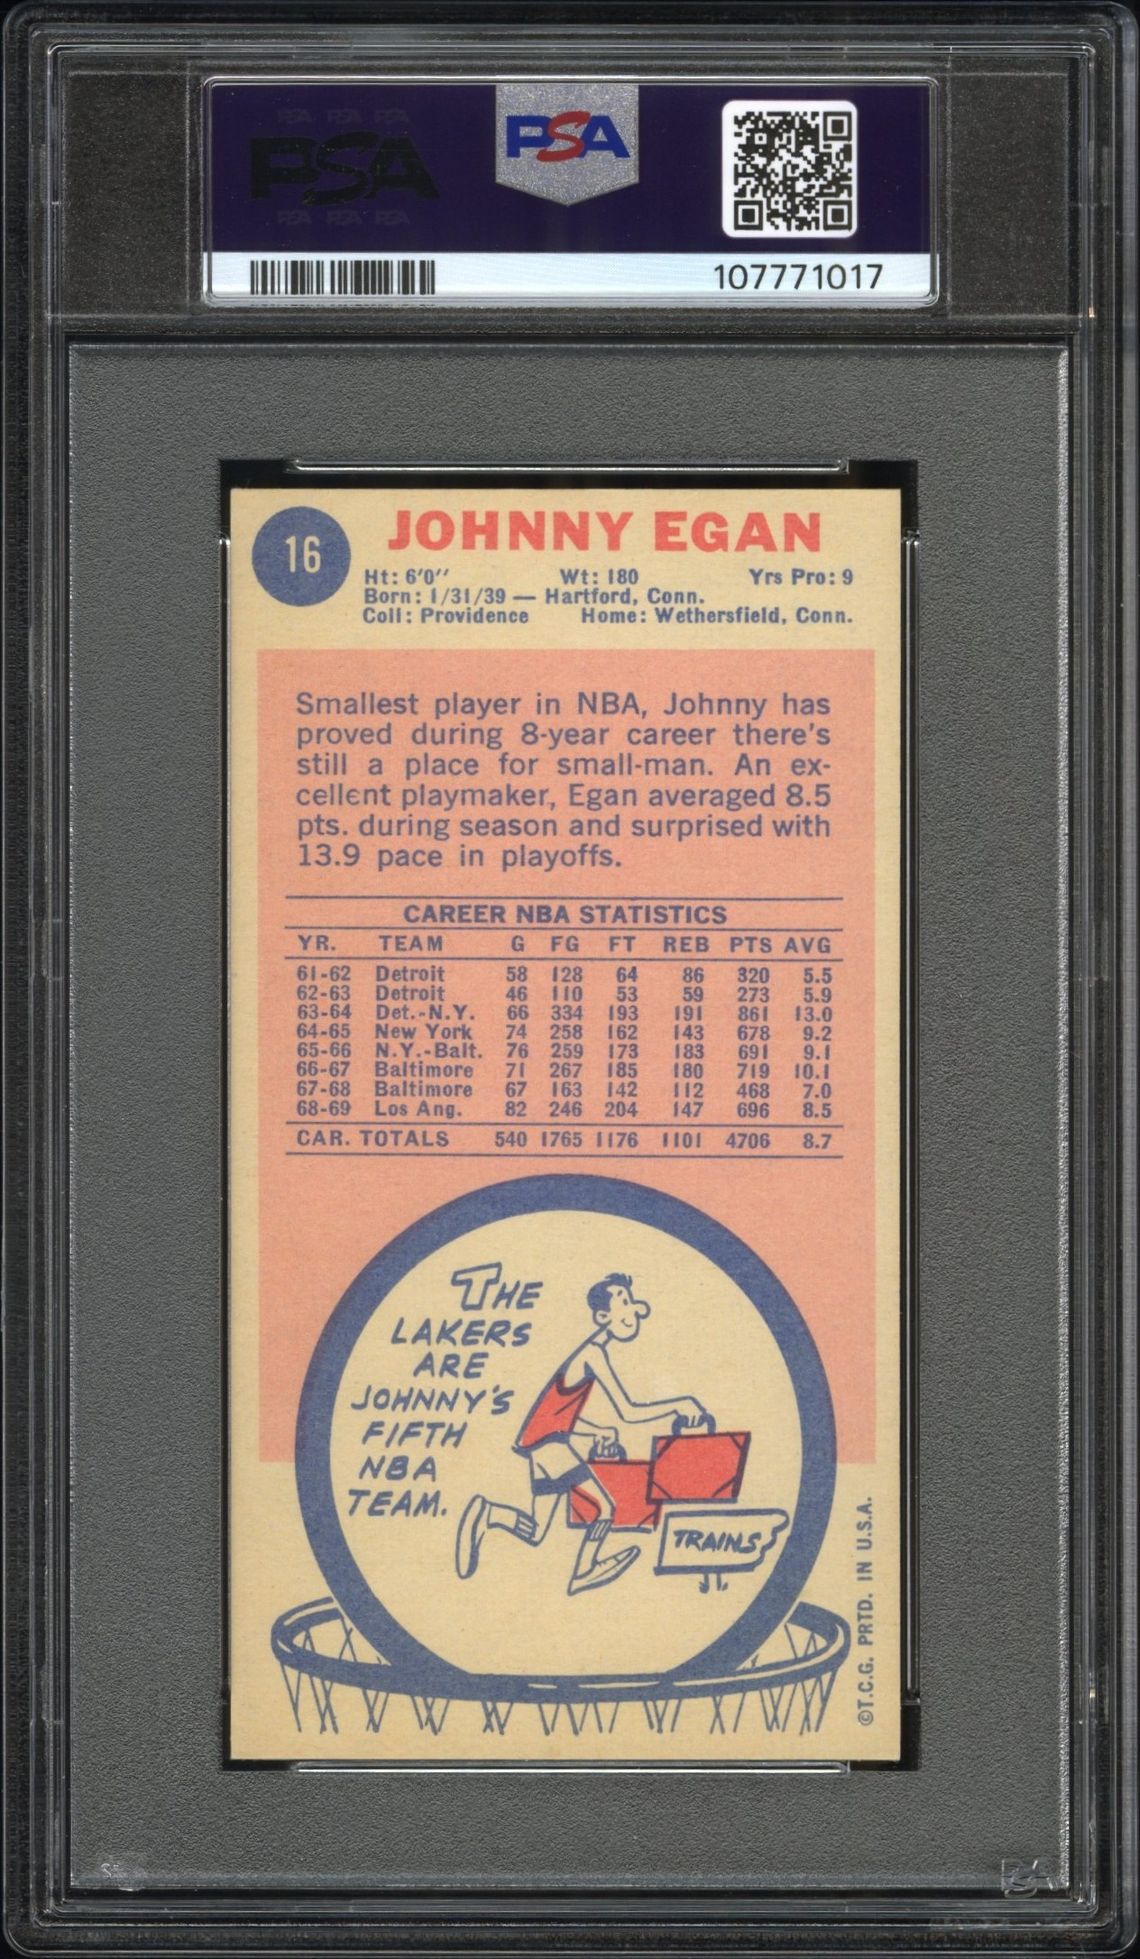 PSA PSA PSA
PSA
PSA PSA PSA
PSA
107771017
16
JOHNNY EGAN
Ht: 6'0" Wt: 180 Yrs Pro: 9
Born: 1/31/39 — Hartford, Conn.
Coll: Providence Home: Wethersfield, Conn.
Smallest player in NBA, Johnny has
proved during 8-year career there's
still a place for small-man. An ex-
cellent playmaker, Egan averaged 8.5
pts. during season and surprised with
13.9 pace in playoffs.
CAREER NBA STATISTICS
YR. TEAM G FG FT REB PTS AVG
61-62 Detroit 58 128 64 86 320 5.5
62-63 Detroit 46 110 53 59 273 5.9
63-64 Det.-N.Y. 66 334 193 191 861 13.0
64-65 New York 74 258 162 143 678 9.2
65-66 N.Y.-Balt. 76 259 173 183 691 9.1
66-67 Baltimore 71 267 185 180 719 10.1
67-68 Baltimore 67 163 142 112 468 7.0
68-69 Los Ang. 82 246 204 147 696 8.5
CAR. TOTALS 540 1765 1176 1101 4706 8.7
THE
LAKERS
ARE
JOHNNY'S
FIFTH
NBA
TEAM.
TRAINS
©T.C.G. PRTD. IN U.S.A.